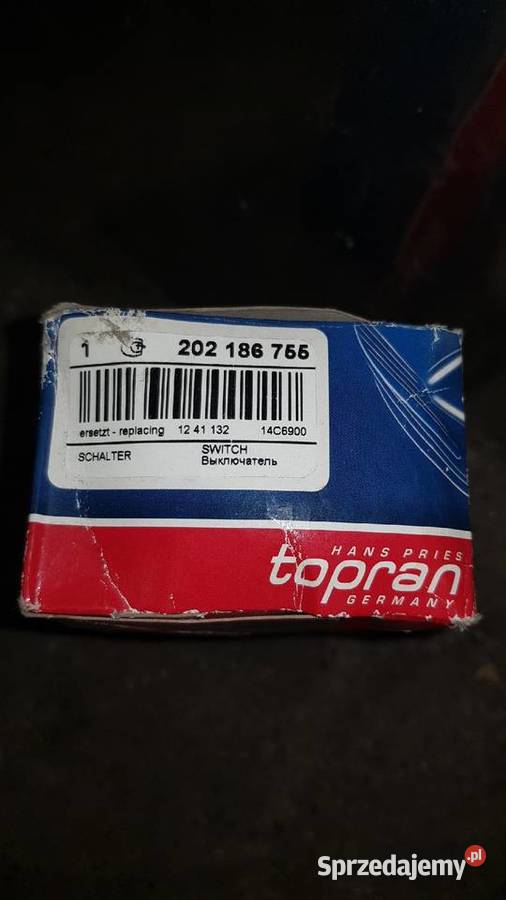 1 202 186 755
ersetzt - replacing 12 41 132 14C6900
SCHALTER SWITCH
Выключатель
HANS PRIES
topran
GERMANY
Sprzedajemy.pl